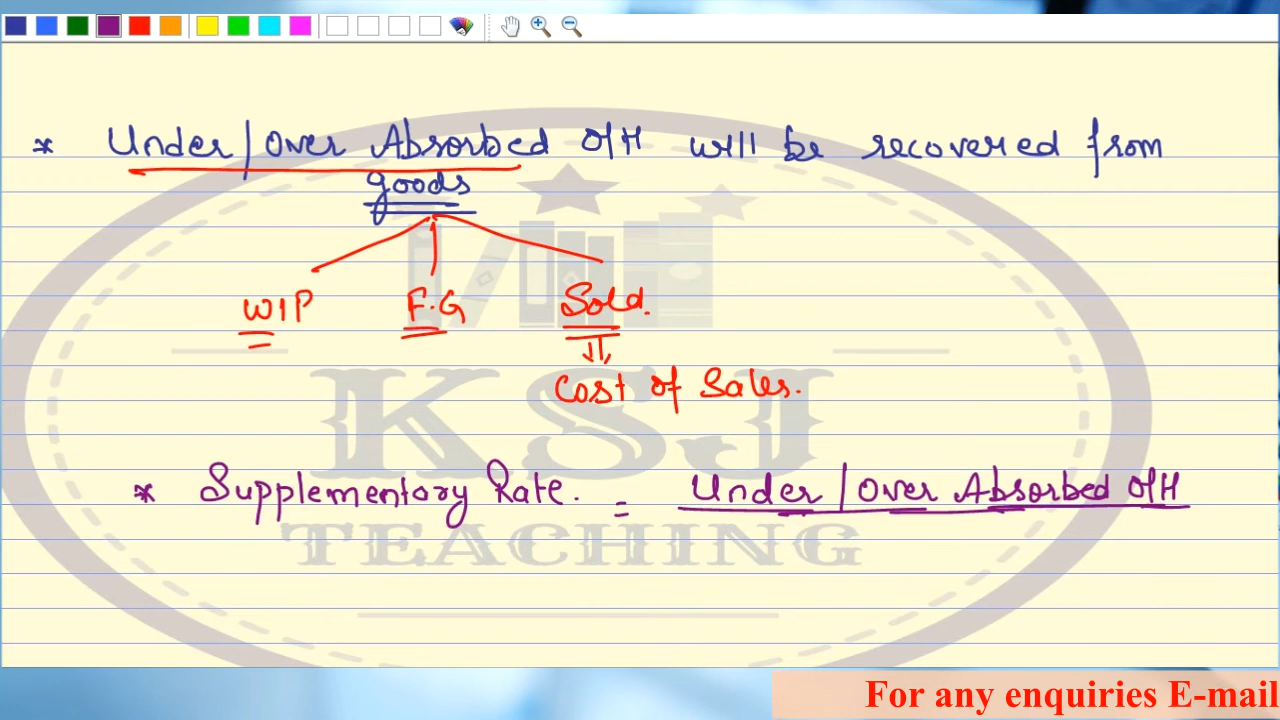 * Under/Over Absorbed O/H will be recovered from
goods
WIP F.G Sold.
Cost of Sales.
KSJ
* Supplementory Rate. = Under/Over Absorbed O/H
TEACHING
For any enquiries E-mail